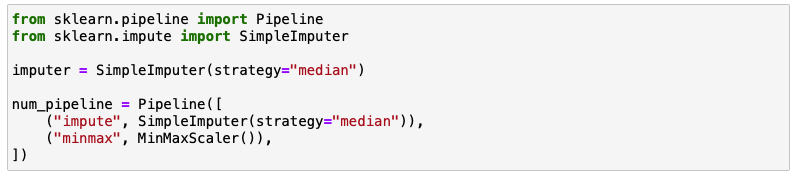 from sklearn.pipeline import Pipeline
from sklearn.impute import SimpleImputer

imputer = SimpleImputer(strategy="median")

num_pipeline = Pipeline([
    ("impute", SimpleImputer(strategy="median")),
    ("minmax", MinMaxScaler()),
])